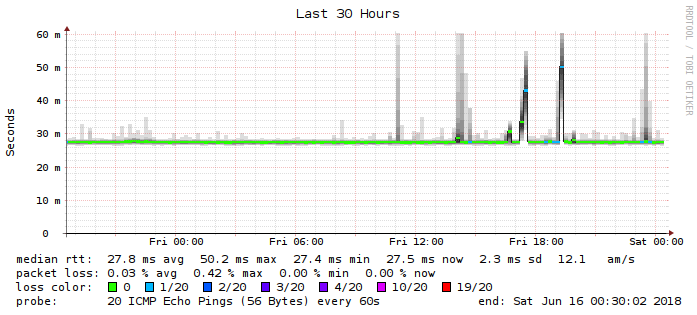 Last 30 Hours
RRDTOOL / TOBI OETIKER
Seconds
60 m
50 m
40 m
30 m
20 m
10 m
0
Fri 00:00 Fri 06:00 Fri 12:00 Fri 18:00 Sat 00:00
median rtt: 27.8 ms avg 50.2 ms max 27.4 ms min 27.5 ms now 2.3 ms sd 12.1 am/s
packet loss: 0.03 % avg 0.42 % max 0.00 % min 0.00 % now
loss color: 0 1/20 2/20 3/20 4/20 10/20 19/20
probe: 20 ICMP Echo Pings (56 Bytes) every 60s end: Sat Jun 16 00:30:02 2018